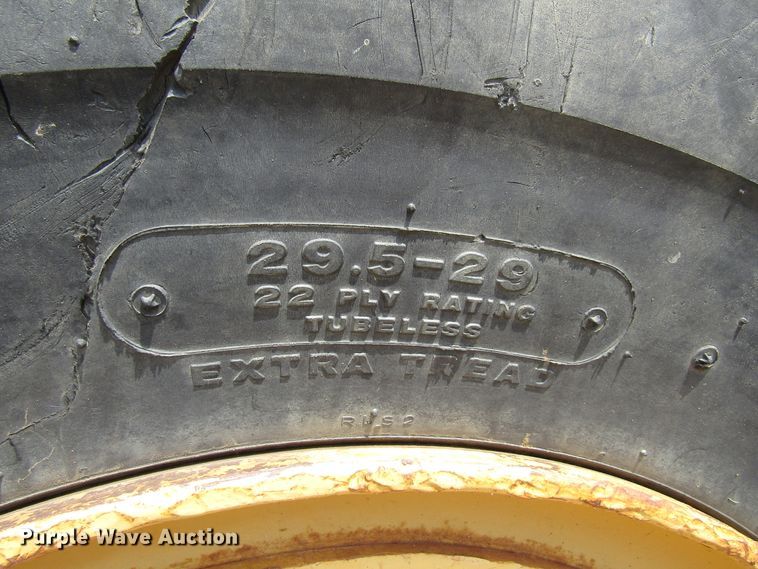 29.5-29
22 PLY RATING
TUBELESS
EXTRA TREAD
Purple Wave Auction